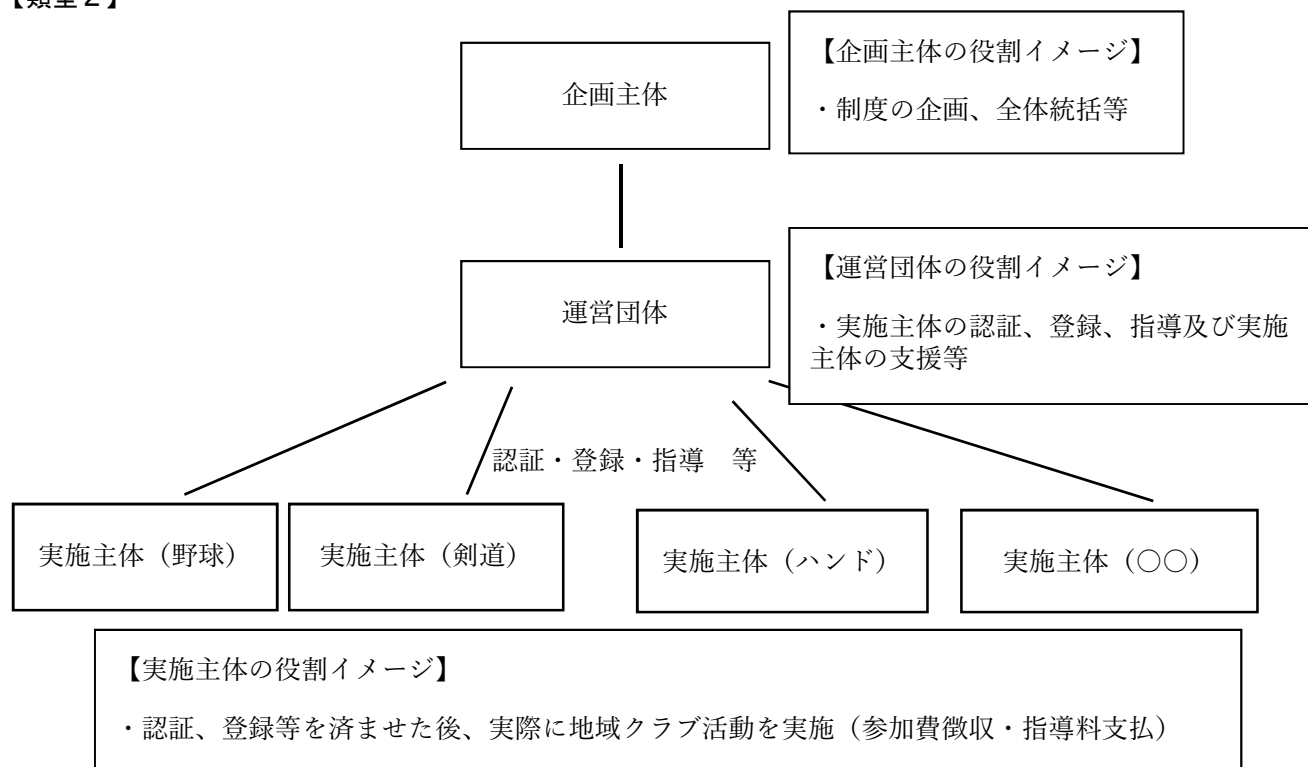 【類型２】
企画主体
【企画主体の役割イメージ】
・制度の企画、全体統括等
運営団体
【運営団体の役割イメージ】
・実施主体の認証、登録、指導及び実施
主体の支援等
認証・登録・指導　等
実施主体（野球）
実施主体（剣道）
実施主体（ハンド）
実施主体（〇〇）
【実施主体の役割イメージ】
・認証、登録等を済ませた後、実際に地域クラブ活動を実施（参加費徴収・指導料支払）